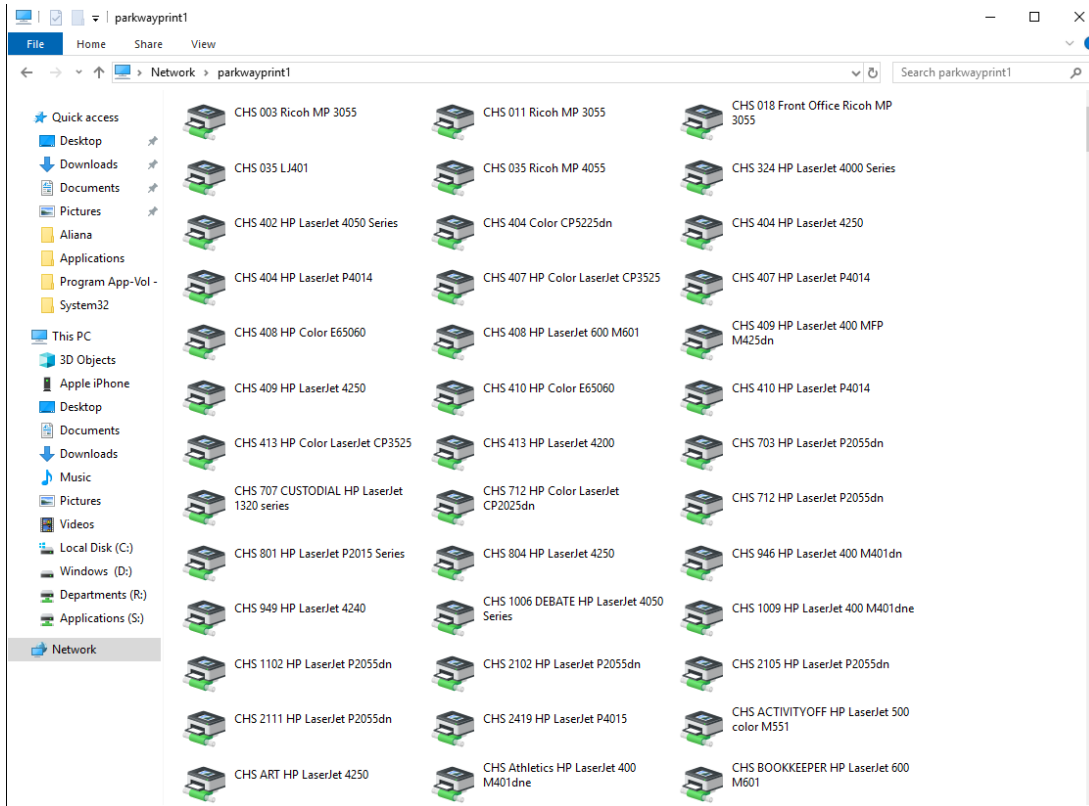 parkwayprint1
File Home Share View
Network > parkwayprint1
Search parkwayprint1
Quick access
Desktop
Downloads
Documents
Pictures
Aliana
Applications
Program App-Vol -
System32
This PC
3D Objects
Apple iPhone
Desktop
Documents
Downloads
Music
Pictures
Videos
Local Disk (C:)
Windows (D:)
Departments (R:)
Applications (S:)
Network
CHS 003 Ricoh MP 3055
CHS 011 Ricoh MP 3055
CHS 018 Front Office Ricoh MP
3055
CHS 035 LJ401
CHS 035 Ricoh MP 4055
CHS 324 HP LaserJet 4000 Series
CHS 402 HP LaserJet 4050 Series
CHS 404 Color CP5225dn
CHS 404 HP LaserJet 4250
CHS 404 HP LaserJet P4014
CHS 407 HP Color LaserJet CP3525
CHS 407 HP LaserJet P4014
CHS 408 HP Color E65060
CHS 408 HP LaserJet 600 M601
CHS 409 HP LaserJet 400 MFP
M425dn
CHS 409 HP LaserJet 4250
CHS 410 HP Color E65060
CHS 410 HP LaserJet P4014
CHS 413 HP Color LaserJet CP3525
CHS 413 HP LaserJet 4200
CHS 703 HP LaserJet P2055dn
CHS 707 CUSTODIAL HP LaserJet
1320 series
CHS 712 HP Color LaserJet
CP2025dn
CHS 712 HP LaserJet P2055dn
CHS 801 HP LaserJet P2015 Series
CHS 804 HP LaserJet 4250
CHS 946 HP LaserJet 400 M401dn
CHS 949 HP LaserJet 4240
CHS 1006 DEBATE HP LaserJet 4050
Series
CHS 1009 HP LaserJet 400 M401dne
CHS 1102 HP LaserJet P2055dn
CHS 2102 HP LaserJet P2055dn
CHS 2105 HP LaserJet P2055dn
CHS 2111 HP LaserJet P2055dn
CHS 2419 HP LaserJet P4015
CHS ACTIVITYOFF HP LaserJet 500
color M551
CHS ART HP LaserJet 4250
CHS Athletics HP LaserJet 400
M401dne
CHS BOOKKEEPER HP LaserJet 600
M601